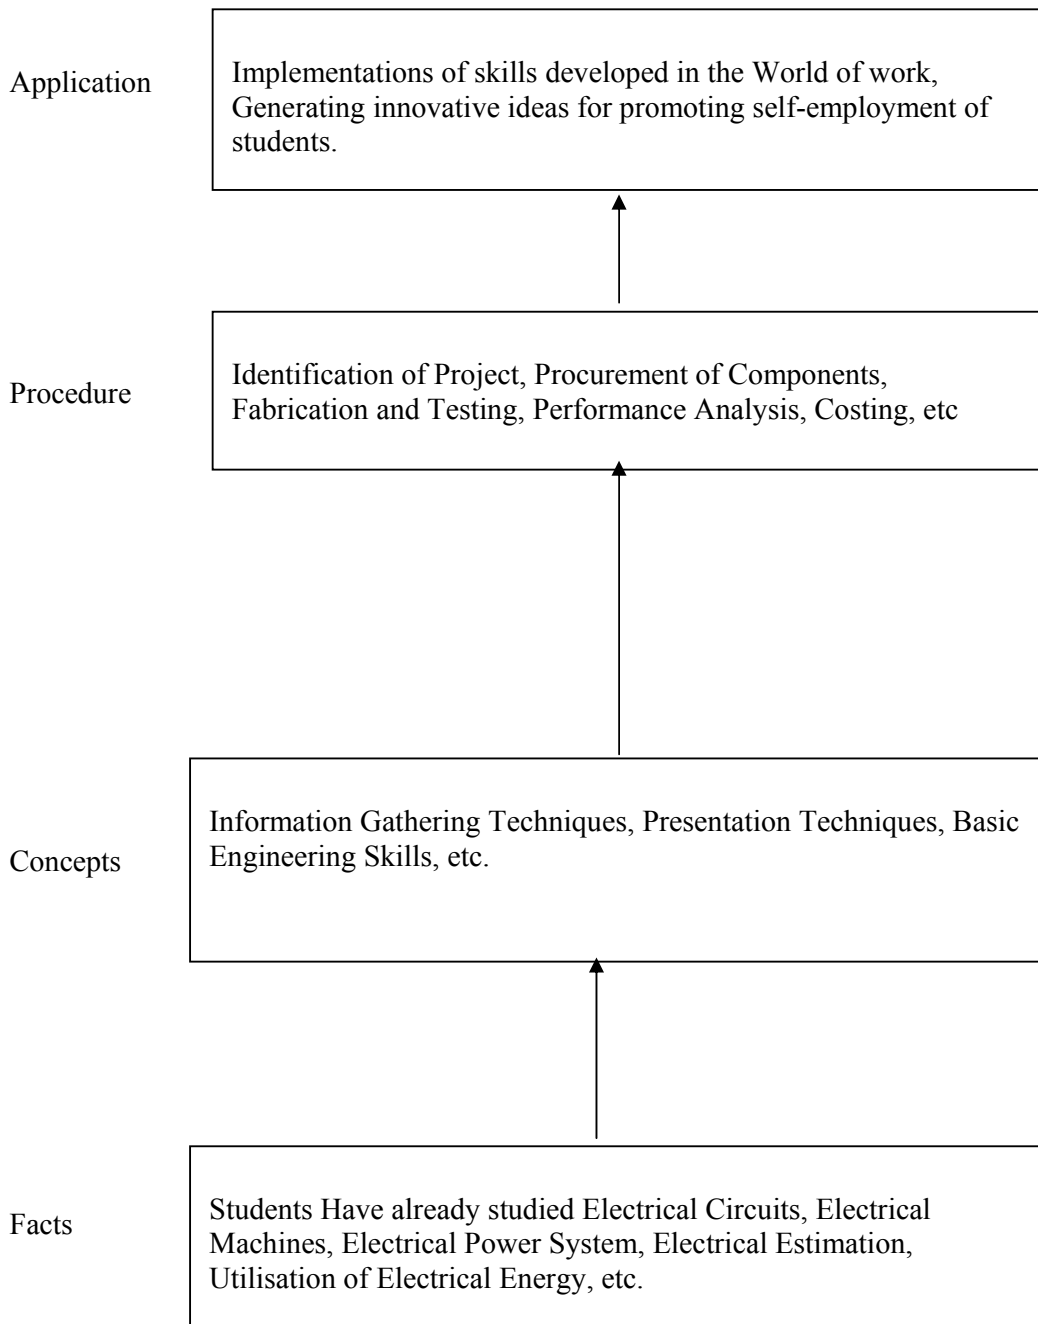 Application
Implementations of skills developed in the World of work,
Generating innovative ideas for promoting self-employment of
students.
Procedure
Identification of Project, Procurement of Components,
Fabrication and Testing, Performance Analysis, Costing, etc
Concepts
Information Gathering Techniques, Presentation Techniques, Basic
Engineering Skills, etc.
Facts
Students Have already studied Electrical Circuits, Electrical
Machines, Electrical Power System, Electrical Estimation,
Utilisation of Electrical Energy, etc.